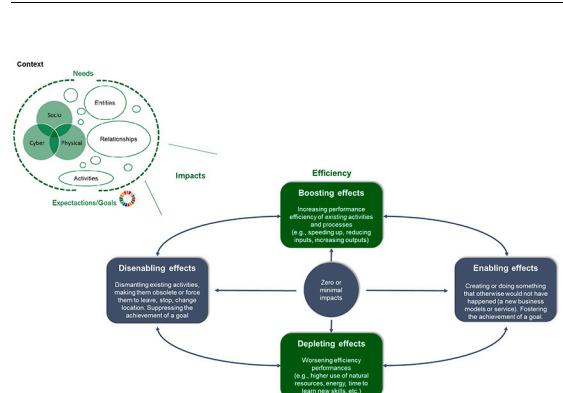 Context
Needs
Entities
Socio
Cyber
Physical
Relationships
Activities
Expectactions/Goals
Impacts
Efficiency
Boosting effects
Increasing performance
efficiency of existing activities
and processes
(e.g., speeding up, reducing
inputs, increasing outputs)
Disenabling effects
Dismantling existing activities,
making them obsolete or force
them to leave, stop, change
location. Suppressing the
achievement of a goal
Zero or
minimal
impacts
Enabling effects
Creating or doing something
that otherwise would not have
happened (a new business
models or service). Fostering
the achievement of a goal.
Depleting effects
Worsening efficiency
performances
(e.g., higher use of natural
resources, energy, time to
learn new skills, etc.)